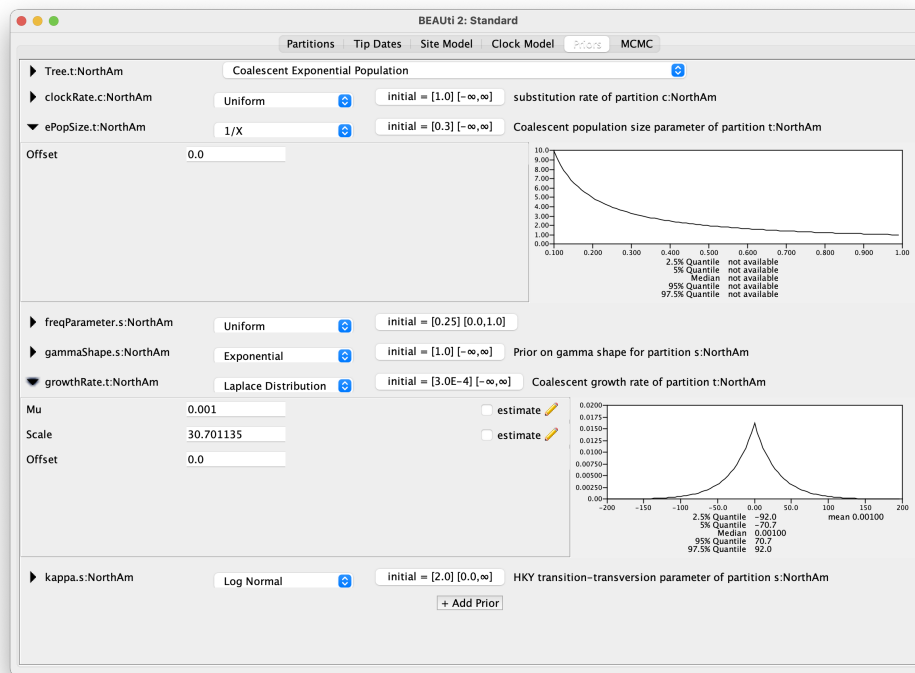 BEAUti 2: Standard
Partitions Tip Dates Site Model Clock Model Priors MCMC
Tree.t:NorthAm Coalescent Exponential Population
clockRate.c:NorthAm Uniform initial = [1.0] [-∞,∞] substitution rate of partition c:NorthAm
ePopSize.t:NorthAm 1/X initial = [0.3] [-∞,∞] Coalescent population size parameter of partition t:NorthAm
Offset 0.0
10.0
9.00
8.00
7.00
6.00
5.00
4.00
3.00
2.00
1.00
0.00
0.100 0.200 0.300 0.400 0.500 0.600 0.700 0.800 0.900 1.00
2.5% Quantile not available
5% Quantile not available
Median not available
95% Quantile not available
97.5% Quantile not available
freqParameter.s:NorthAm Uniform initial = [0.25] [0.0,1.0]
gammaShape.s:NorthAm Exponential initial = [1.0] [-∞,∞] Prior on gamma shape for partition s:NorthAm
growthRate.t:NorthAm Laplace Distribution initial = [3.0E-4] [-∞,∞] Coalescent growth rate of partition t:NorthAm
Mu 0.001 estimate
Scale 30.701135 estimate
Offset 0.0
0.0200
0.0175
0.0150
0.0125
0.0100
0.00750
0.00500
0.00250
0.00
-200 -150 -100 -50.0 0.00 50.0 100 150 200
2.5% Quantile -92.0 mean 0.00100
5% Quantile -70.7
Median 0.00100
95% Quantile 70.7
97.5% Quantile 92.0
kappa.s:NorthAm Log Normal initial = [2.0] [0.0,∞] HKY transition-transversion parameter of partition s:NorthAm
+ Add Prior